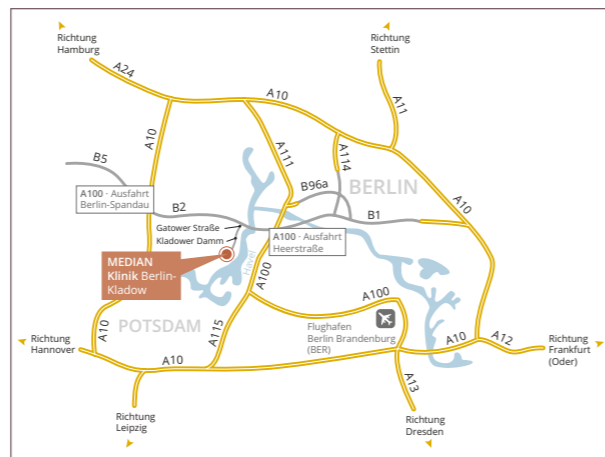 Richtung
Hamburg
Richtung
Stettin
A24
A10
A10
A11
A111
A114
B5
B96a
BERLIN
A10
A100 · Ausfahrt
Berlin-Spandau
B2
B1
Gatower Straße
Kladower Damm
A100 · Ausfahrt
Heerstraße
MEDIAN
Klinik Berlin-
Kladow
Havel
A100
A100
POTSDAM
A115
A10
Flughafen
Berlin Brandenburg
(BER)
Richtung
Hannover
A10
A10
A12
Richtung
Frankfurt
(Oder)
A13
Richtung
Leipzig
Richtung
Dresden